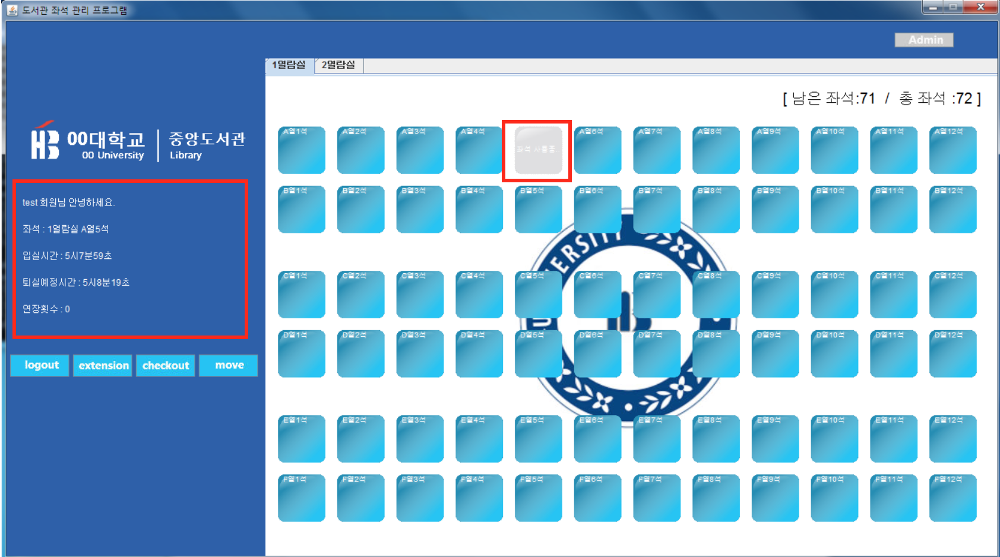 도서관 좌석 관리 프로그램
Admin
1열람실 2열람실
[ 남은 좌석:71 / 총 좌석 :72 ]
00대학교 중앙도서관
00 University Library
test 회원님 안녕하세요.
좌석 : 1열람실 A열5석
입실시간 : 5시7분59초
퇴실예정시간 : 5시8분19초
연장횟수 : 0
logout extension checkout move
A열1석 A열2석 A열3석 A열4석 좌석 사용중. A열6석 A열7석 A열8석 A열9석 A열10석 A열11석 A열12석
B열1석 B열2석 B열3석 B열4석 B열5석 B열6석 B열7석 B열8석 B열9석 B열10석 B열11석 B열12석
C열1석 C열2석 C열3석 C열4석 C열5석 C열6석 C열7석 C열8석 C열9석 C열10석 C열11석 C열12석
D열1석 D열2석 D열3석 D열4석 D열5석 D열6석 D열7석 D열8석 D열9석 D열10석 D열11석 D열12석
E열1석 E열2석 E열3석 E열4석 E열5석 E열6석 E열7석 E열8석 E열9석 E열10석 E열11석 E열12석
F열1석 F열2석 F열3석 F열4석 F열5석 F열6석 F열7석 F열8석 F열9석 F열10석 F열11석 F열12석